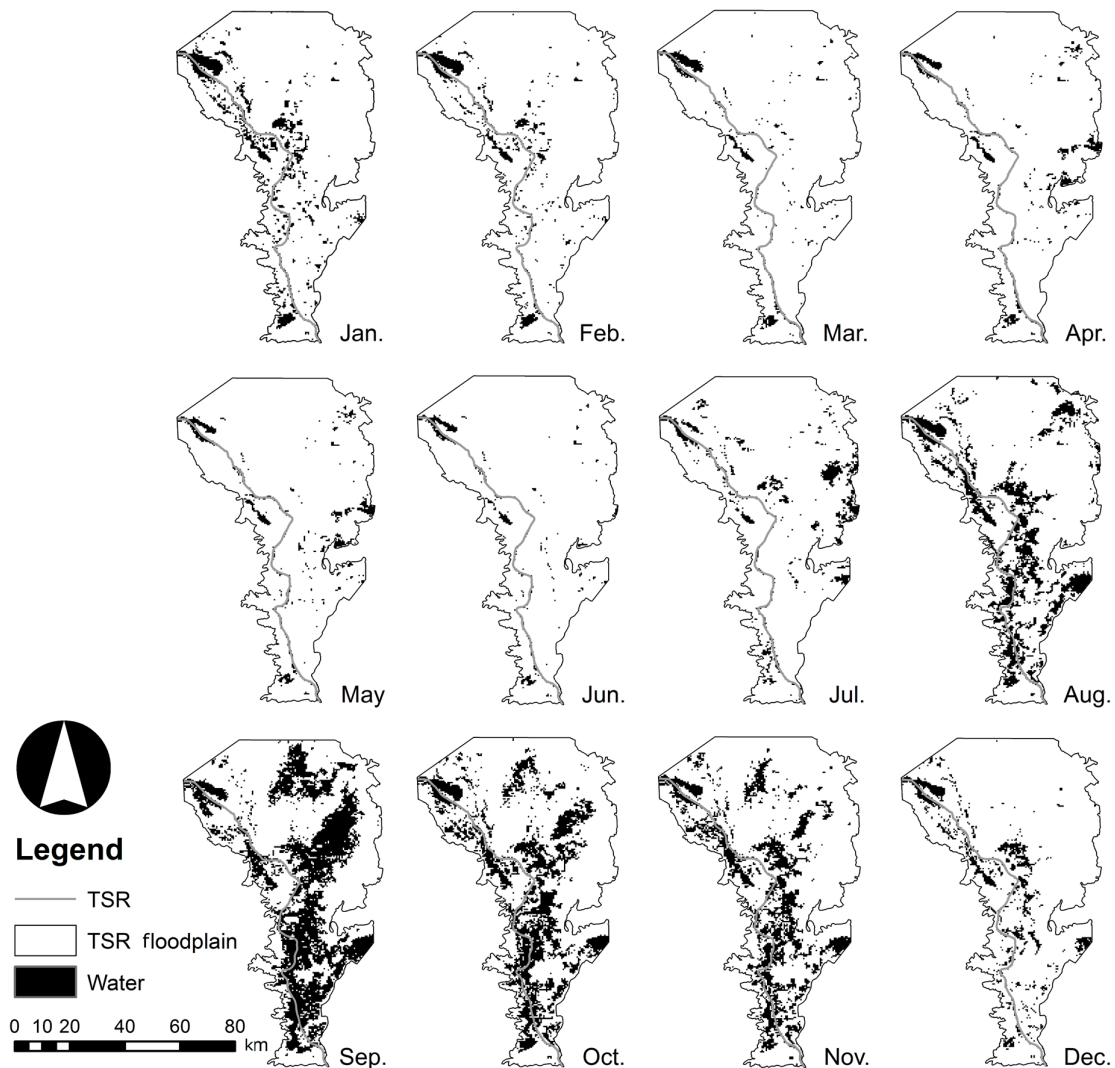 Jan.
Feb.
Mar.
Apr.
May
Jun.
Jul.
Aug.
Legend
TSR
TSR floodplain
Water
0 10 20 40 60 80
km
Sep.
Oct.
Nov.
Dec.